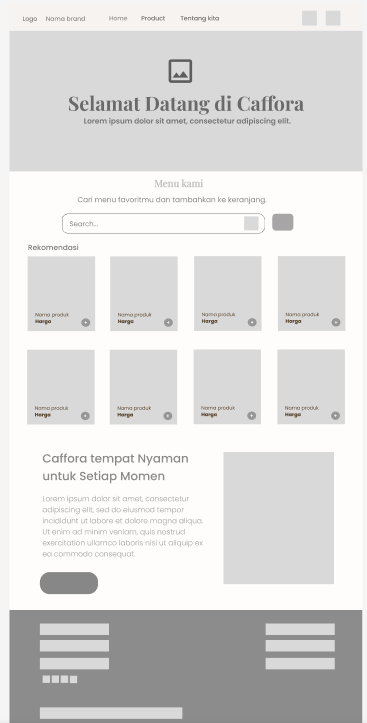 Logo Nama brand Home Product Tentang kita
Selamat Datang di Caffora
Lorem ipsum dolor sit amet, consectetur adipiscing elit.
Menu kami
Cari menu favoritmu dan tambahkan ke keranjang.
Search...
Rekomendasi
Nama produk Nama produk Nama produk Nama produk
Harga + Harga + Harga + Harga +
Nama produk Nama produk Nama produk Nama produk
Harga + Harga + Harga + Harga +
Caffora tempat Nyaman
untuk Setiap Momen
Lorem ipsum dolor sit amet, consectetur
adipiscing elit, sed do eiusmod tempor
incididunt ut labore et dolore magna aliqua.
Ut enim ad minim veniam, quis nostrud
exercitation ullamco laboris nisi ut aliquip ex
ea commodo consequat.